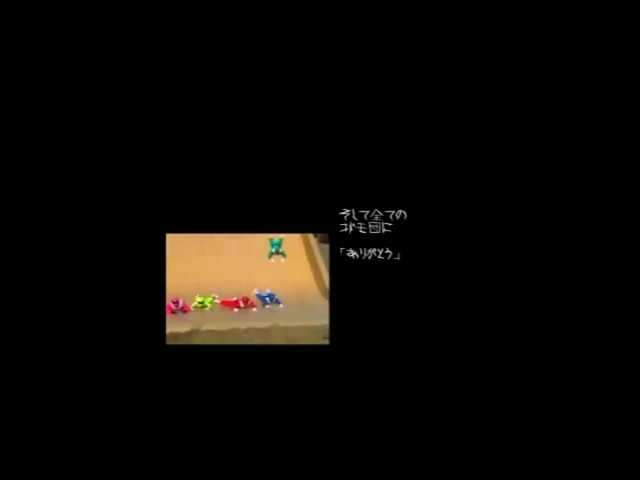 そして全ての
コドモ団に
「ありがとう」